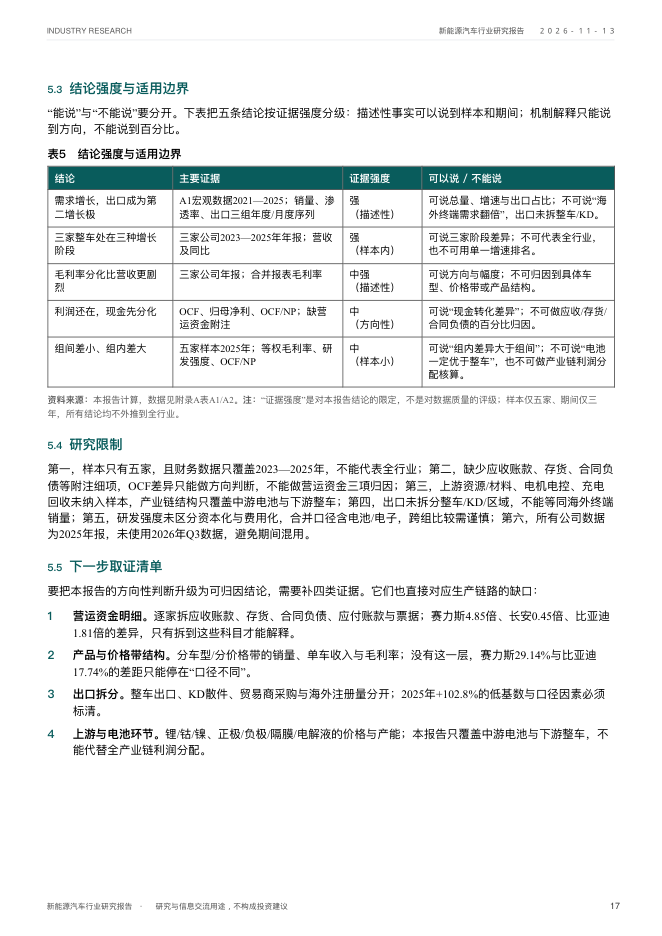 INDUSTRY RESEARCH
新能源汽车行业研究报告 2026-11-13
5.3 结论强度与适用边界
“能说”与“不能说”要分开。下表把五条结论按证据强度分级：描述性事实可以说到样本和期间；机制解释只能说
到方向，不能说到百分比。
表5 结论强度与适用边界
结论 主要证据 证据强度 可以说 / 不能说
需求增长，出口成为第
二增长极
A1宏观数据2021—2025；销量、渗
透率、出口三组年度/月度序列
强
（描述性）
可说总量、增速与出口占比；不可说“海
外终端需求翻倍”，出口未拆整车/KD。
三家整车处在三种增长
阶段
三家公司2023—2025年年报；营收
及同比
强
（样本内）
可说三家阶段差异；不可代表全行业，
也不可用单一增速排名。
毛利率分化比营收更剧
烈
三家公司年报；合并报表毛利率
中强
（描述性）
可说方向与幅度；不可归因到具体车
型、价格带或产品结构。
利润还在，现金先分化
OCF、归母净利、OCF/NP；缺营
运资金附注
中
（方向性）
可说“现金转化差异”；不可做应收/存货/
合同负债的百分比归因。
组间差小、组内差大
五家样本2025年；等权毛利率、研
发强度、OCF/NP
中
（样本小）
可说“组内差异大于组间”；不可说“电池
一定优于整车”，也不可做产业链利润分
配核算。
资料来源：本报告计算，数据见附录A表A1/A2。注：“证据强度”是对本报告结论的限定，不是对数据质量的评级；样本仅五家、期间仅三
年，所有结论均不外推到全行业。
5.4 研究限制
第一，样本只有五家，且财务数据只覆盖2023—2025年，不能代表全行业；第二，缺少应收账款、存货、合同负
债等附注细项，OCF差异只能做方向判断，不能做营运资金三项归因；第三，上游资源/材料、电机电控、充电
回收未纳入样本，产业链结构只覆盖中游电池与下游整车；第四，出口未拆分整车/KD/区域，不能等同海外终端
销量；第五，研发强度未区分资本化与费用化，合并口径含电池/电子，跨组比较需谨慎；第六，所有公司数据
为2025年报，未使用2026年Q3数据，避免期间混用。
5.5 下一步取证清单
要把本报告的方向性判断升级为可归因结论，需要补四类证据。它们也直接对应生产链路的缺口：
1 营运资金明细。逐家拆应收账款、存货、合同负债、应付账款与票据；赛力斯4.85倍、长安0.45倍、比亚迪
1.81倍的差异，只有拆到这些科目才能解释。
2 产品与价格带结构。分车型/分价格带的销量、单车收入与毛利率；没有这一层，赛力斯29.14%与比亚迪
17.74%的差距只能停在“口径不同”。
3 出口拆分。整车出口、KD散件、贸易商采购与海外注册量分开；2025年+102.8%的低基数与口径因素必须
标清。
4 上游与电池环节。锂/钴/镍、正极/负极/隔膜/电解液的价格与产能；本报告只覆盖中游电池与下游整车，不
能代替全产业链利润分配。
新能源汽车行业研究报告 · 研究与信息交流用途，不构成投资建议
17